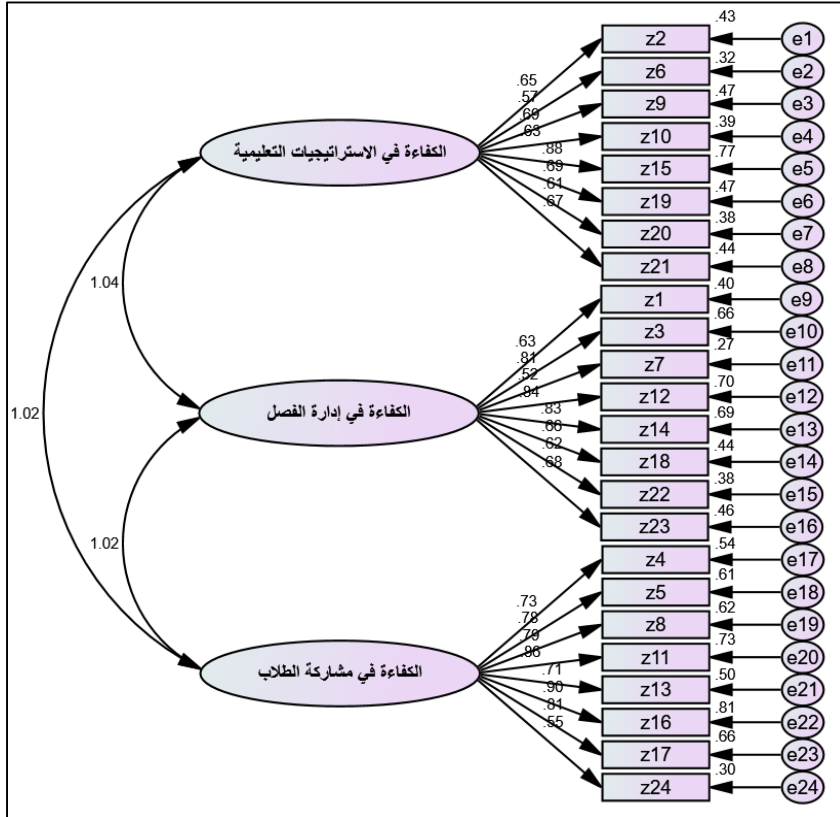 .43
z2
e1
.32
z6
e2
.65
.47
z9
e3
.57
.69
.39
z10
e4
.63
الكفاءة في الاستراتيجيات التعليمية
.88
.77
z15
e5
.69
.47
z19
e6
.61
.38
z20
e7
.67
.44
z21
e8
1.04
.40
z1
e9
.66
z3
e10
.63
.27
z7
e11
.81
.52
.70
z12
e12
.84
الكفاءة في إدارة الفصل
1.02
.83
.69
z14
e13
.66
.44
z18
e14
.62
.38
z22
e15
.68
.46
z23
e16
1.02
.54
z4
e17
.61
z5
e18
.73
.62
z8
e19
.78
.79
.73
z11
e20
.86
الكفاءة في مشاركة الطلاب
.71
.50
z13
e21
.90
.81
z16
e22
.81
.66
z17
e23
.55
.30
z24
e24